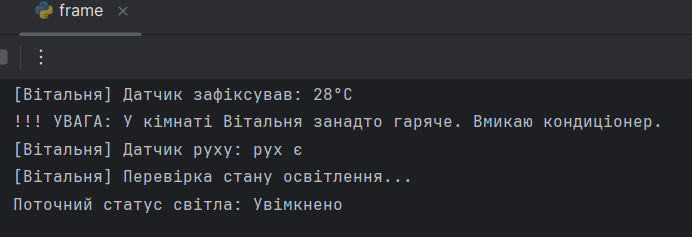 frame
[Вітальня] Датчик зафіксував: 28°C
!!! УВАГА: У кімнаті Вітальня занадто гаряче. Вмикаю кондиціонер.
[Вітальня] Датчик руху: рух є
[Вітальня] Перевірка стану освітлення...
Поточний статус світла: Увімкнено